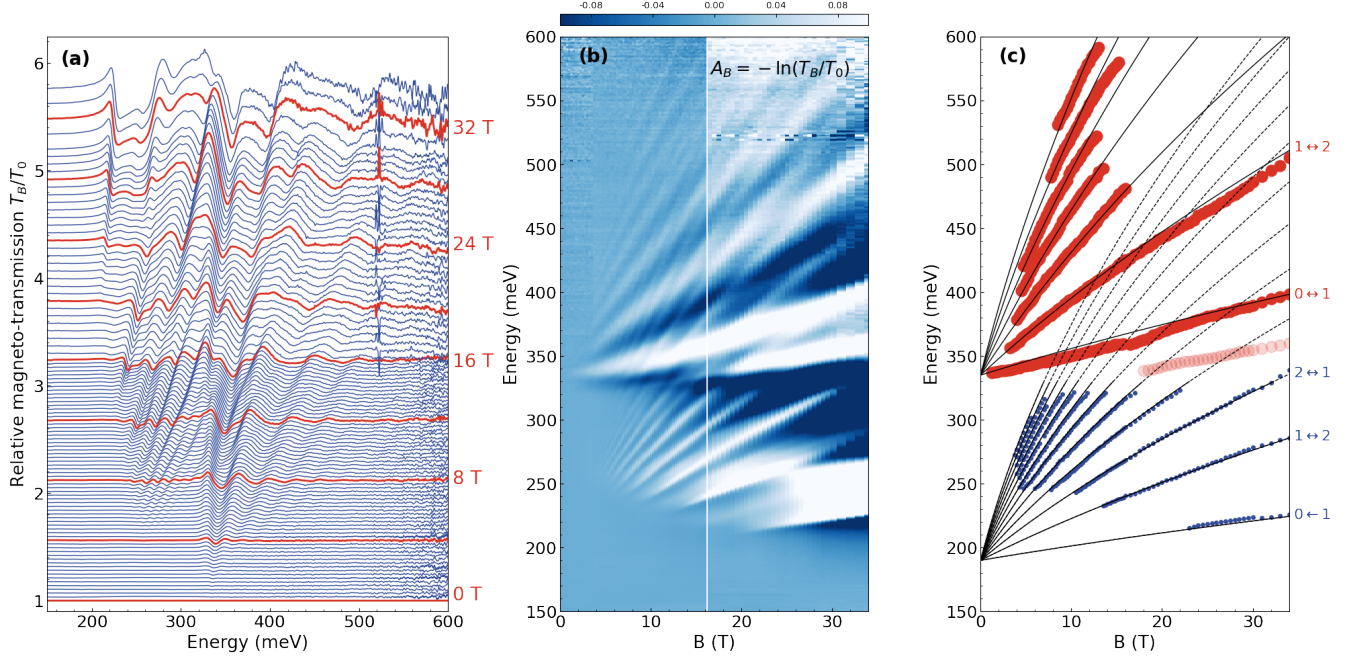 -0.08 -0.04 0.00 0.04 0.08
(a)
Relative magneto-transmission T_B/T_0
6
5
4
3
2
1
32 T
24 T
16 T
8 T
0 T
200 300 400 500 600
Energy (meV)
(b)
A_B = −ln(T_B/T_0)
Energy (meV)
600
550
500
450
400
350
300
250
200
150
0 10 20 30
B (T)
(c)
Energy (meV)
600
550
500
450
400
350
300
250
200
150
0 10 20 30
B (T)
1↔2
0↔1
2↔1
1↔2
0←1